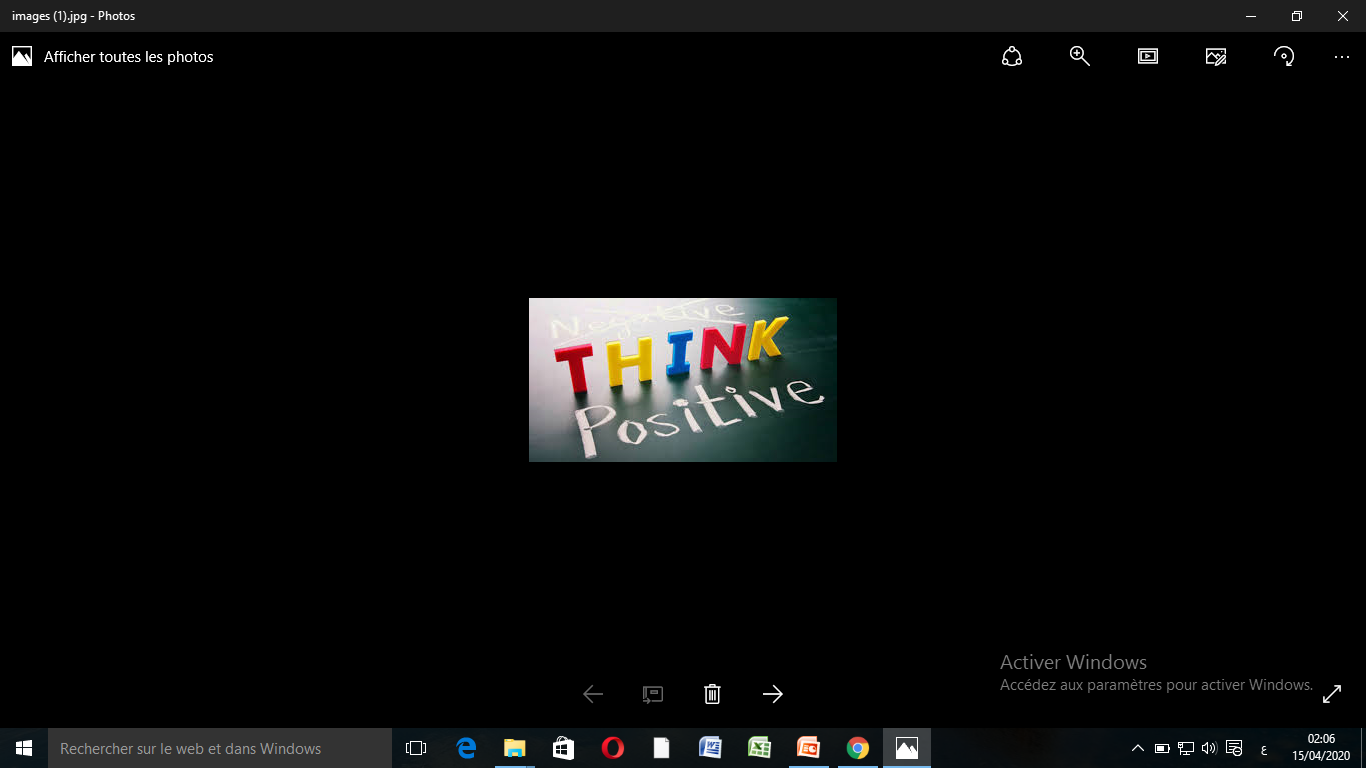 images (1).jpg - Photos
Afficher toutes les photos
Negative
THINK
Positive
Activer Windows
Accédez aux paramètres pour activer Windows.
Rechercher sur le web et dans Windows
ع
02:06
15/04/2020